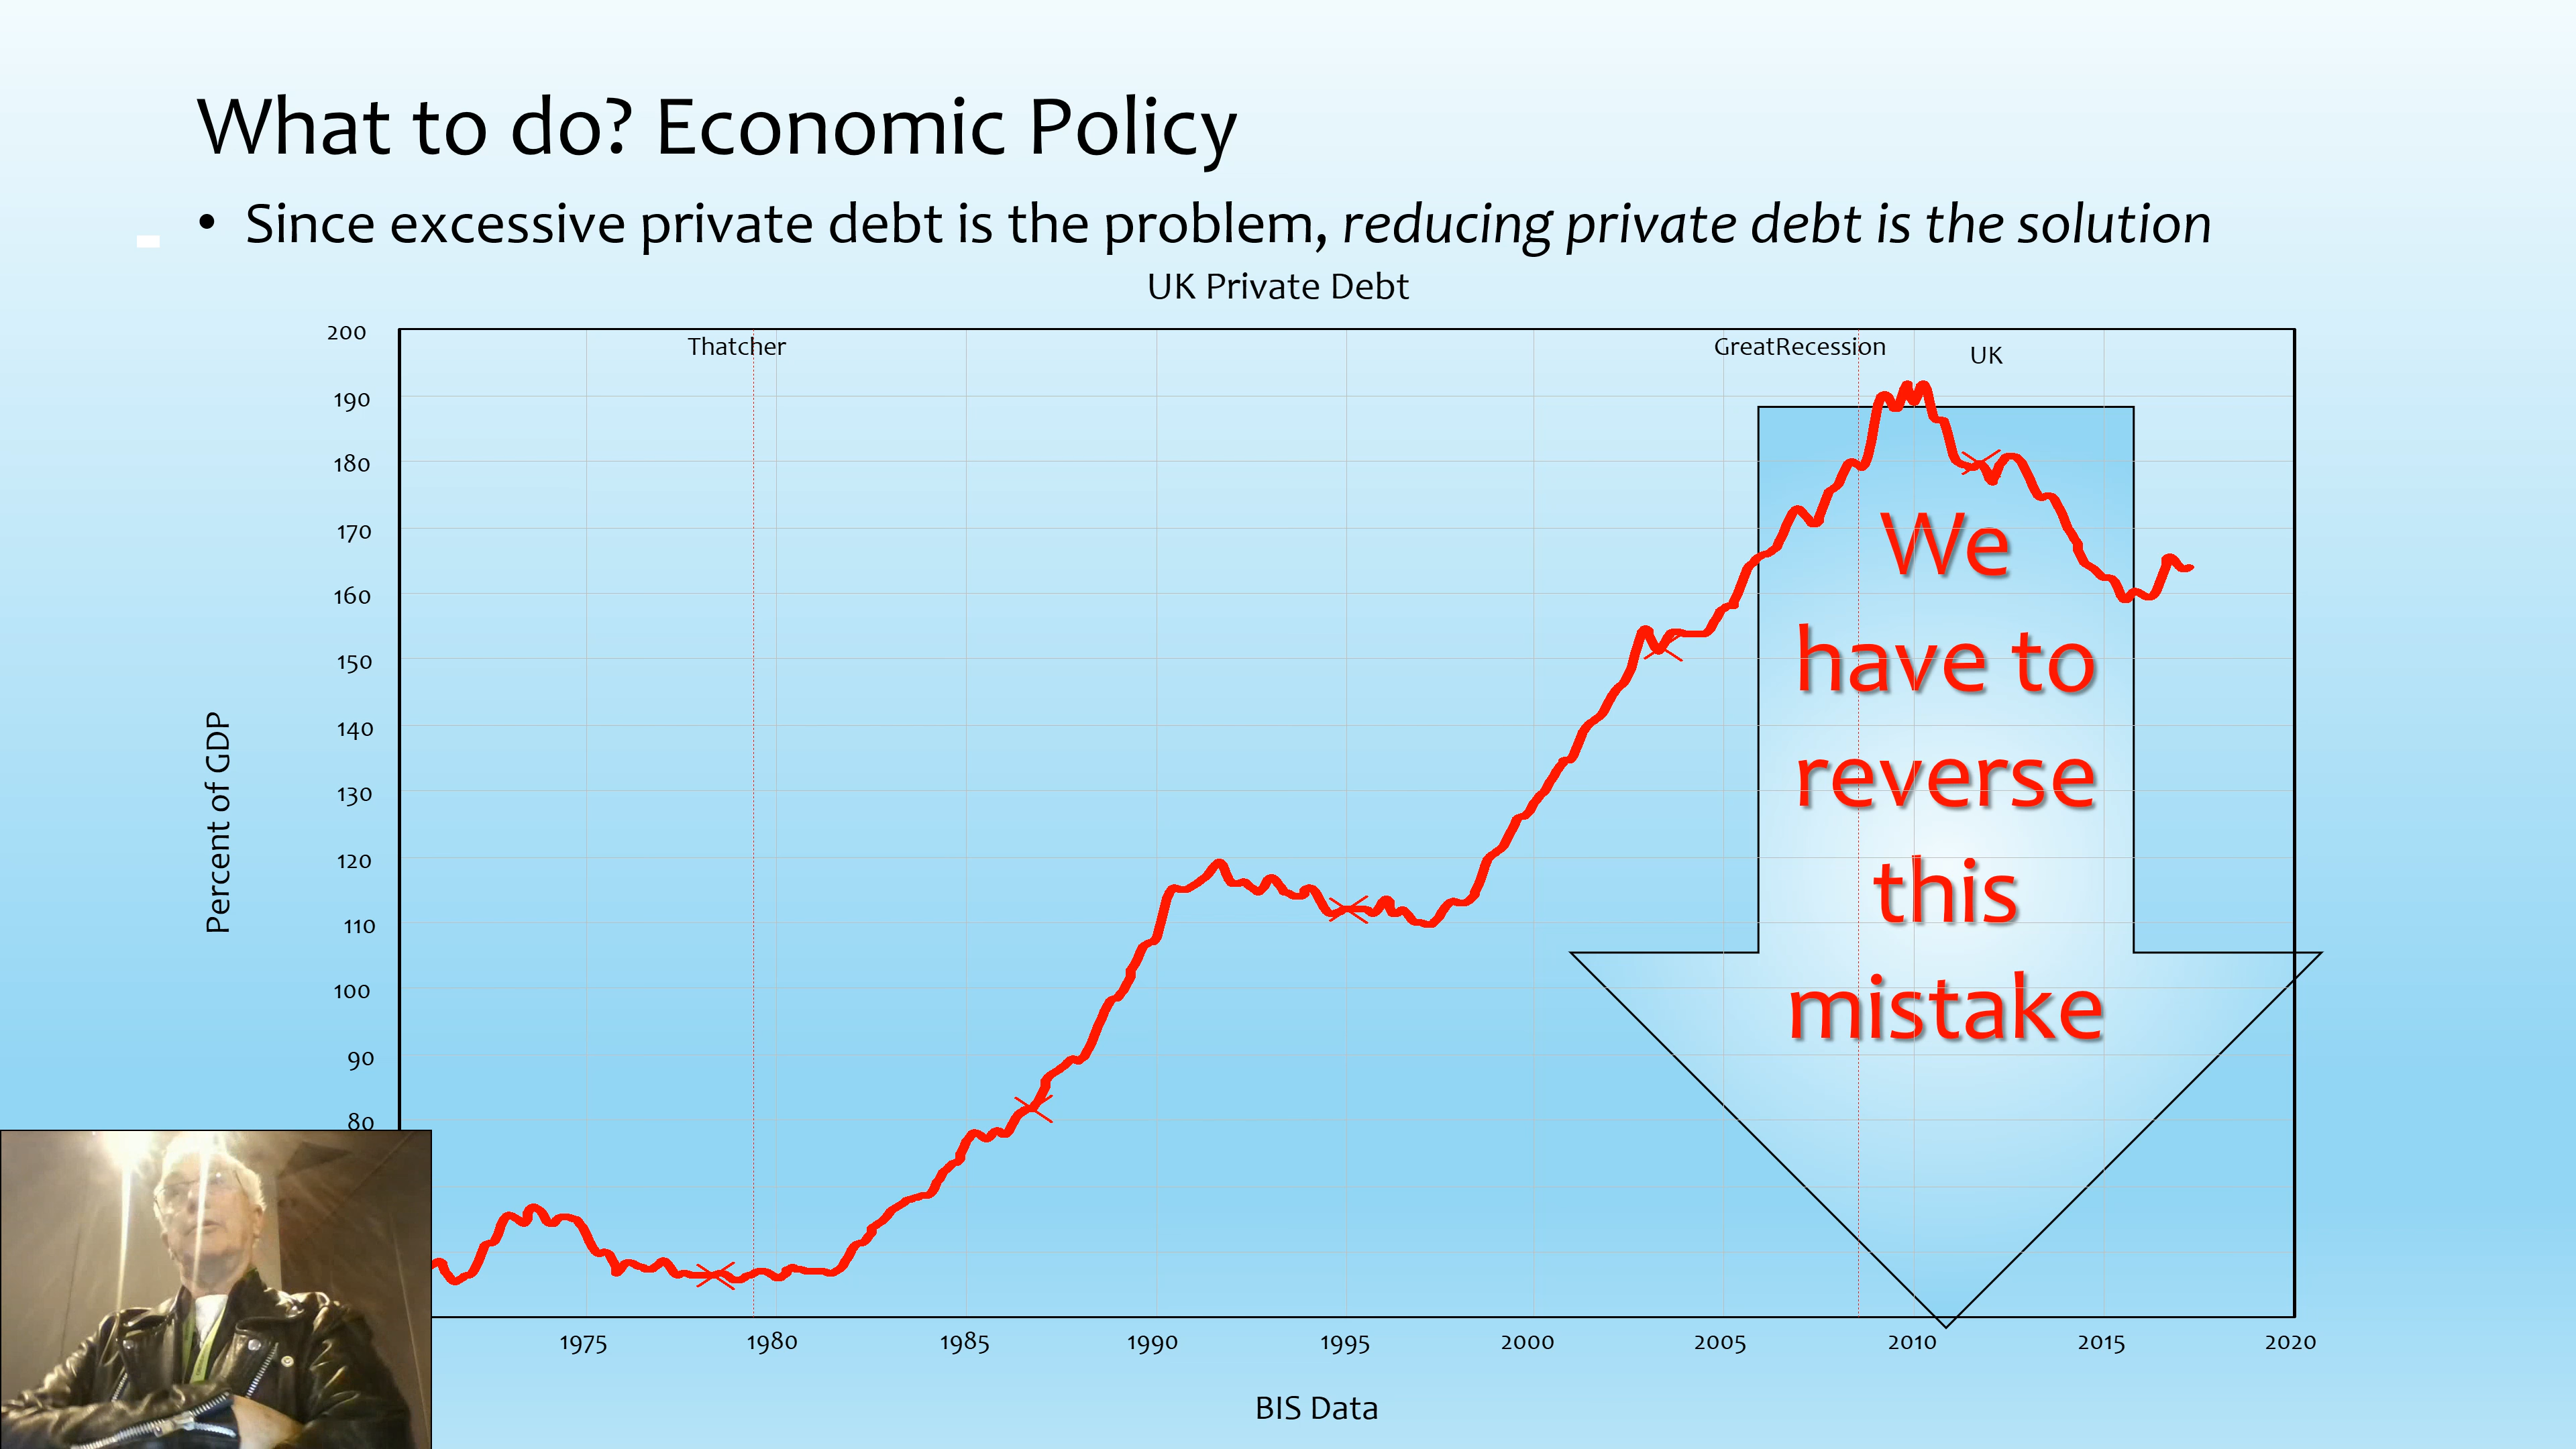 What to do? Economic Policy
• Since excessive private debt is the problem, reducing private debt is the solution
UK Private Debt
200
190
180
170
160
150
140
130
120
110
100
90
80
Percent of GDP
Thatcher
GreatRecession
UK
We
have to
reverse
this
mistake
1975
1980
1985
1990
1995
2000
2005
2010
2015
2020
BIS Data